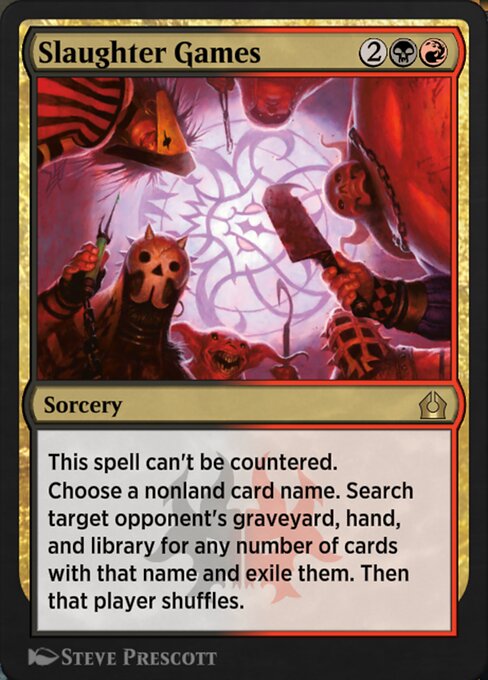 Slaughter Games 2
Sorcery
This spell can't be countered.
Choose a nonland card name. Search
target opponent's graveyard, hand,
and library for any number of cards
with that name and exile them. Then
that player shuffles.
Steve Prescott